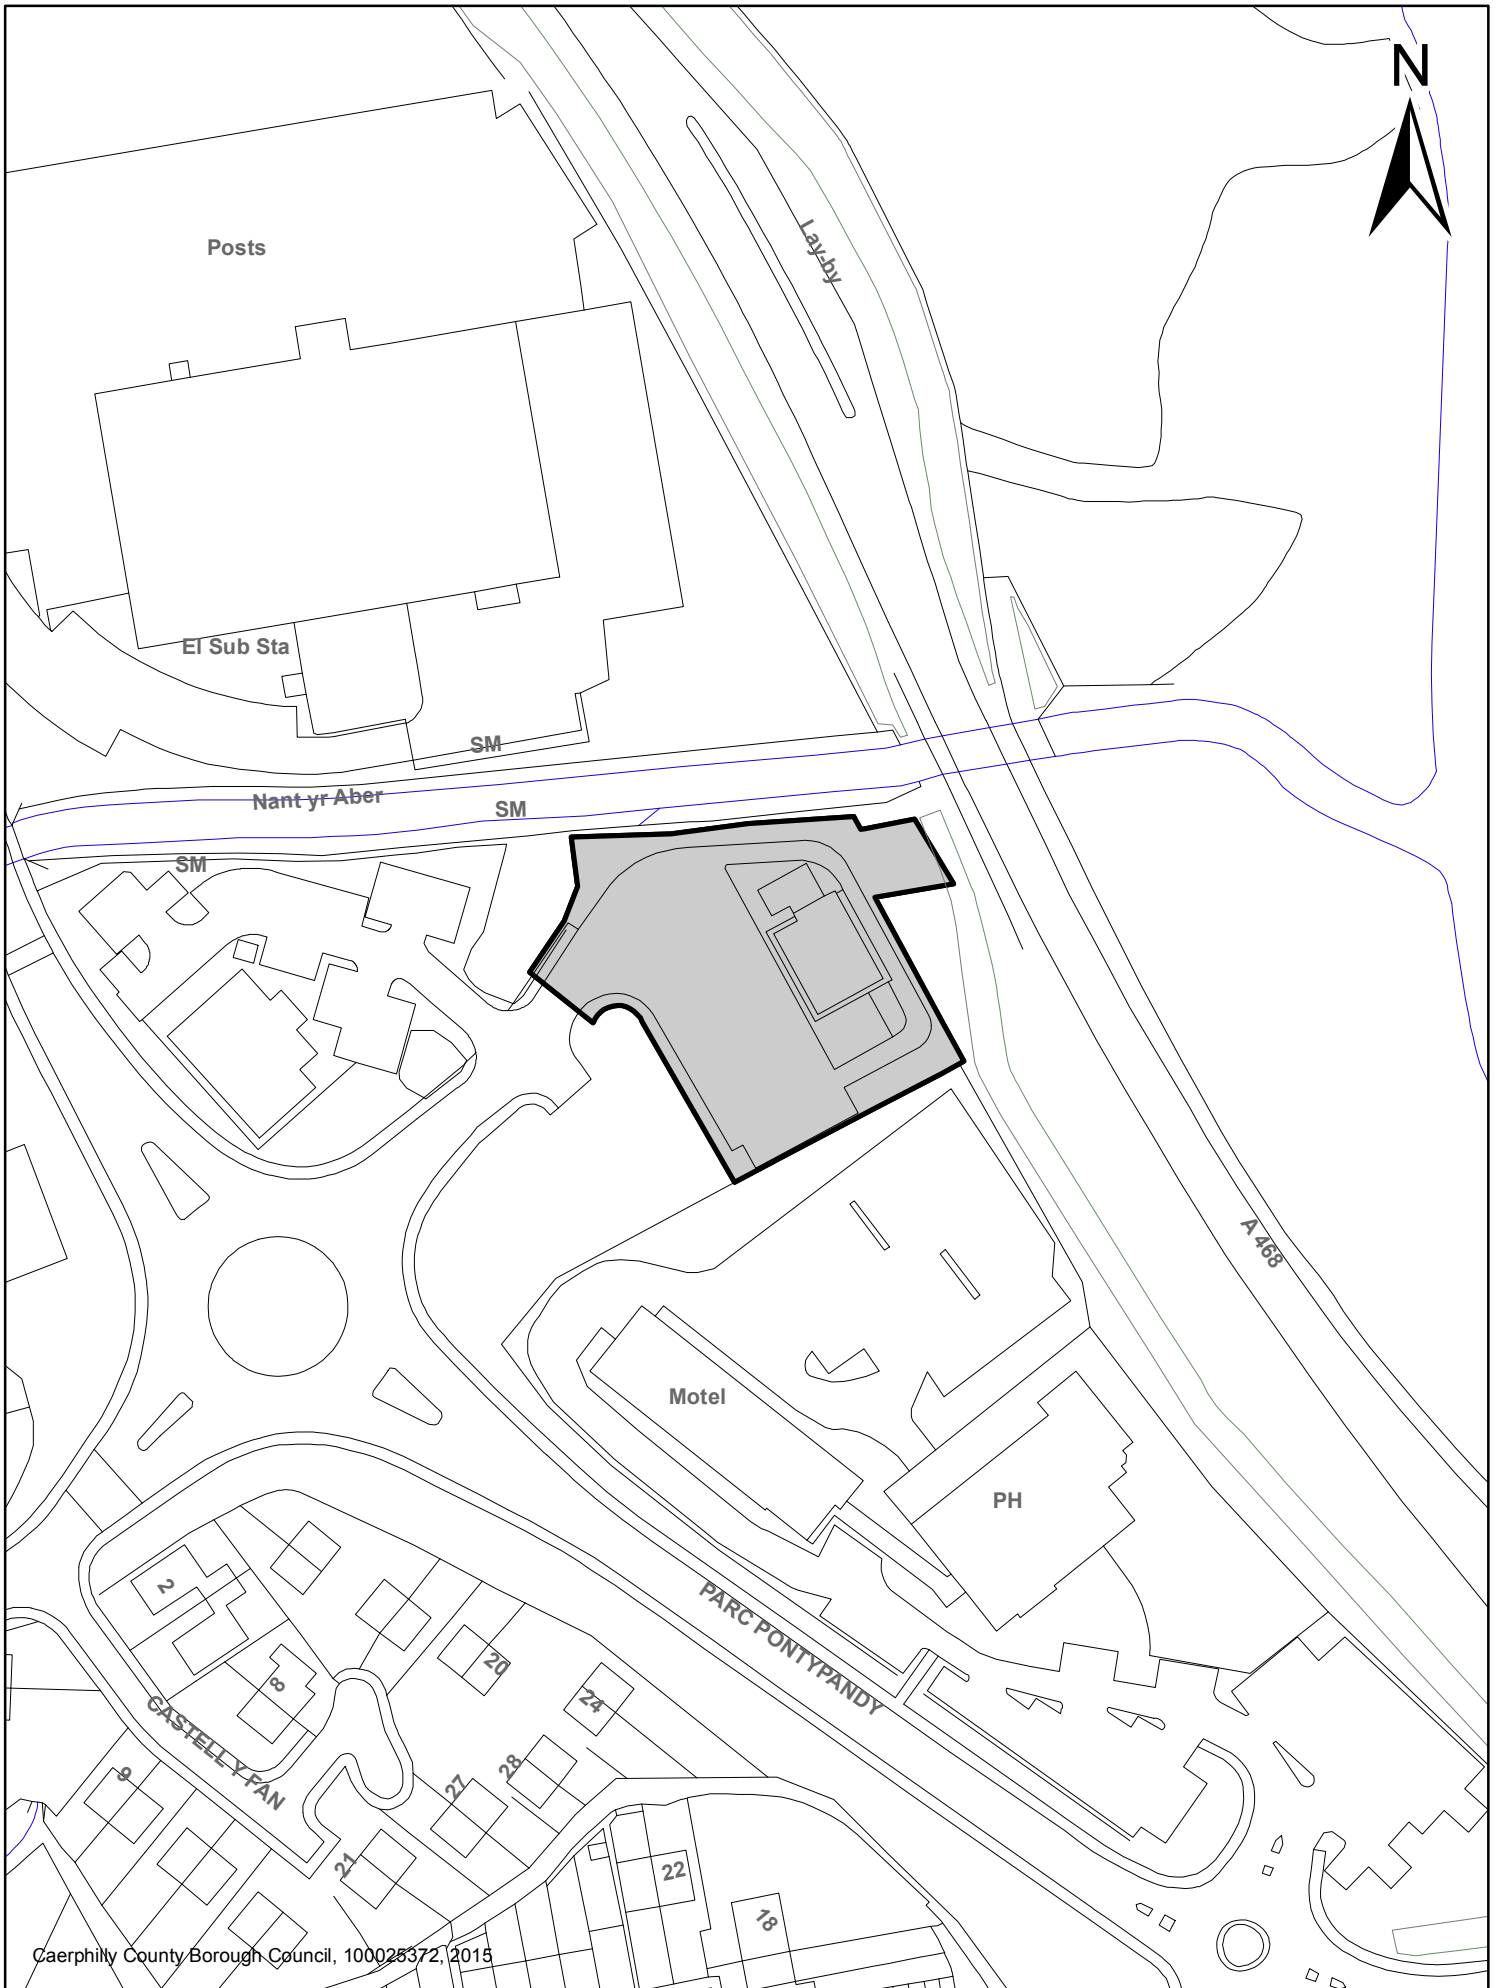 N
Posts
Lay-by
El Sub Sta
SM
Nant yr Aber
SM
SM
A 468
Motel
PH
2
PARC PONTYPANDY
20
8
24
CASTELL Y FAN
28
9
27
21
22
18
Caerphilly County Borough Council, 100025372, 2015